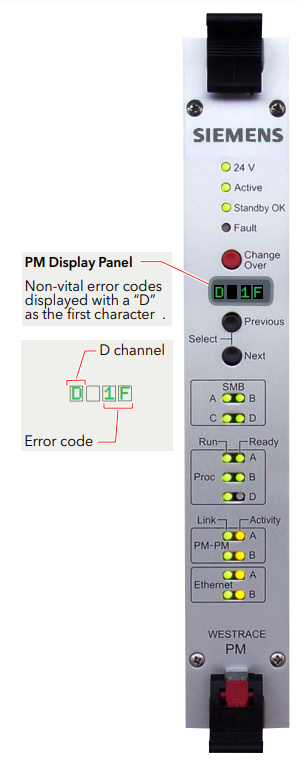 SIEMENS
24 V
Active
Standby OK
Fault
Change
Over
PM Display Panel
Non-vital error codes
displayed with a “D”
as the first character .
D 1F
Previous
Select
Next
D channel
D 1F
Error code
SMB
A B
C D
Run Ready
A
Proc B
D
Link Activity
A
PM-PM
B
A
Ethernet
B
WESTRACE
PM